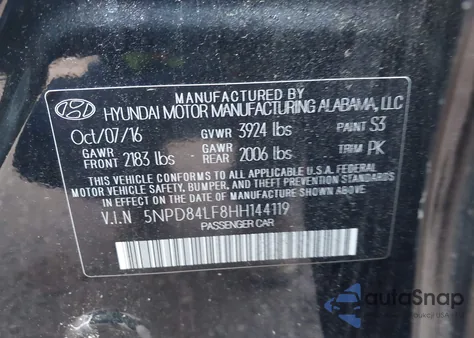 MANUFACTURED BY
HYUNDAI MOTOR MANUFACTURING ALABAMA, LLC
Oct/07/16 GVWR 3924 lbs PAINT S3
GAWR FRONT 2183 lbs GAWR REAR 2006 lbs TRIM PK
THIS VEHICLE CONFORMS TO ALL APPLICABLE U.S.A. FEDERAL
MOTOR VEHICLE SAFETY, BUMPER, AND THEFT PREVENTION STANDARDS
IN EFFECT ON THE DATE OF MANUFACTURE SHOWN ABOVE.
V.I.N 5NPD84LF8HH144119
PASSENGER CAR
autoSnap